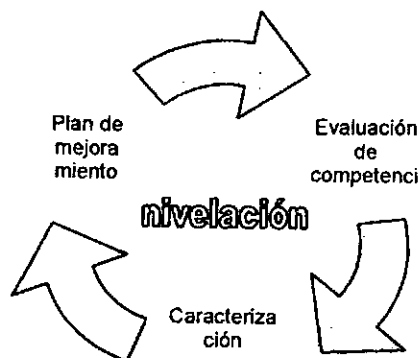 Plan de
mejora
miento
Evaluación
de
competenci
nivelación
Caracteriza
ción